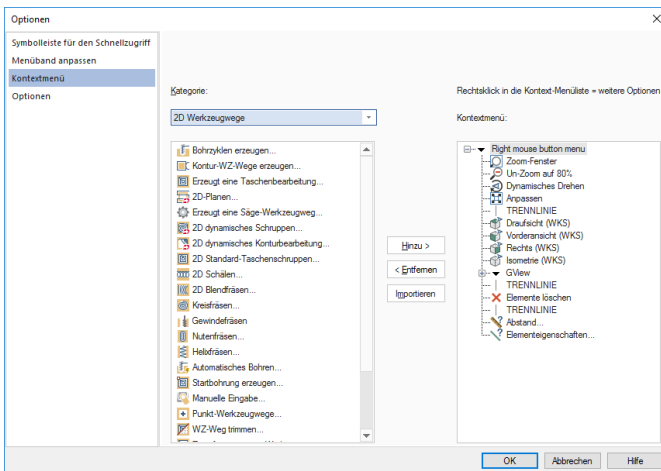 Optionen
Symbolleiste für den Schnellzugriff
Menüband anpassen
Kontextmenü
Optionen
Kategorie:
2D Werkzeugwege
Bohrzyklen erzeugen...
Kontur-WZ-Wege erzeugen...
Erzeugt eine Taschenbearbeitung...
2D-Planen...
Erzeugt eine Säge-Werkzeugweg...
2D dynamisches Schruppen...
2D dynamisches Konturbearbeitung...
2D Standard-Taschenschruppen...
2D Schälen...
2D Blendfräsen...
Kreisfräsen...
Gewindefräsen
Nutenfräsen...
Helixfräsen...
Automatisches Bohren...
Startbohrung erzeugen...
Manuelle Eingabe...
Punkt-Werkzeugwege...
WZ-Weg trimmen...
Hinzu >
< Entfernen
Importieren
Rechtsklick in die Kontext-Menüliste = weitere Optionen
Kontextmenü:
Right mouse button menu
Zoom-Fenster
Un-Zoom auf 80%
Dynamisches Drehen
Anpassen
TRENNLINIE
Draufsicht (WKS)
Vorderansicht (WKS)
Rechts (WKS)
Isometrie (WKS)
GView
TRENNLINIE
Elemente löschen
TRENNLINIE
Abstand...
Elementeigenschaften...
OK
Abbrechen
Hilfe